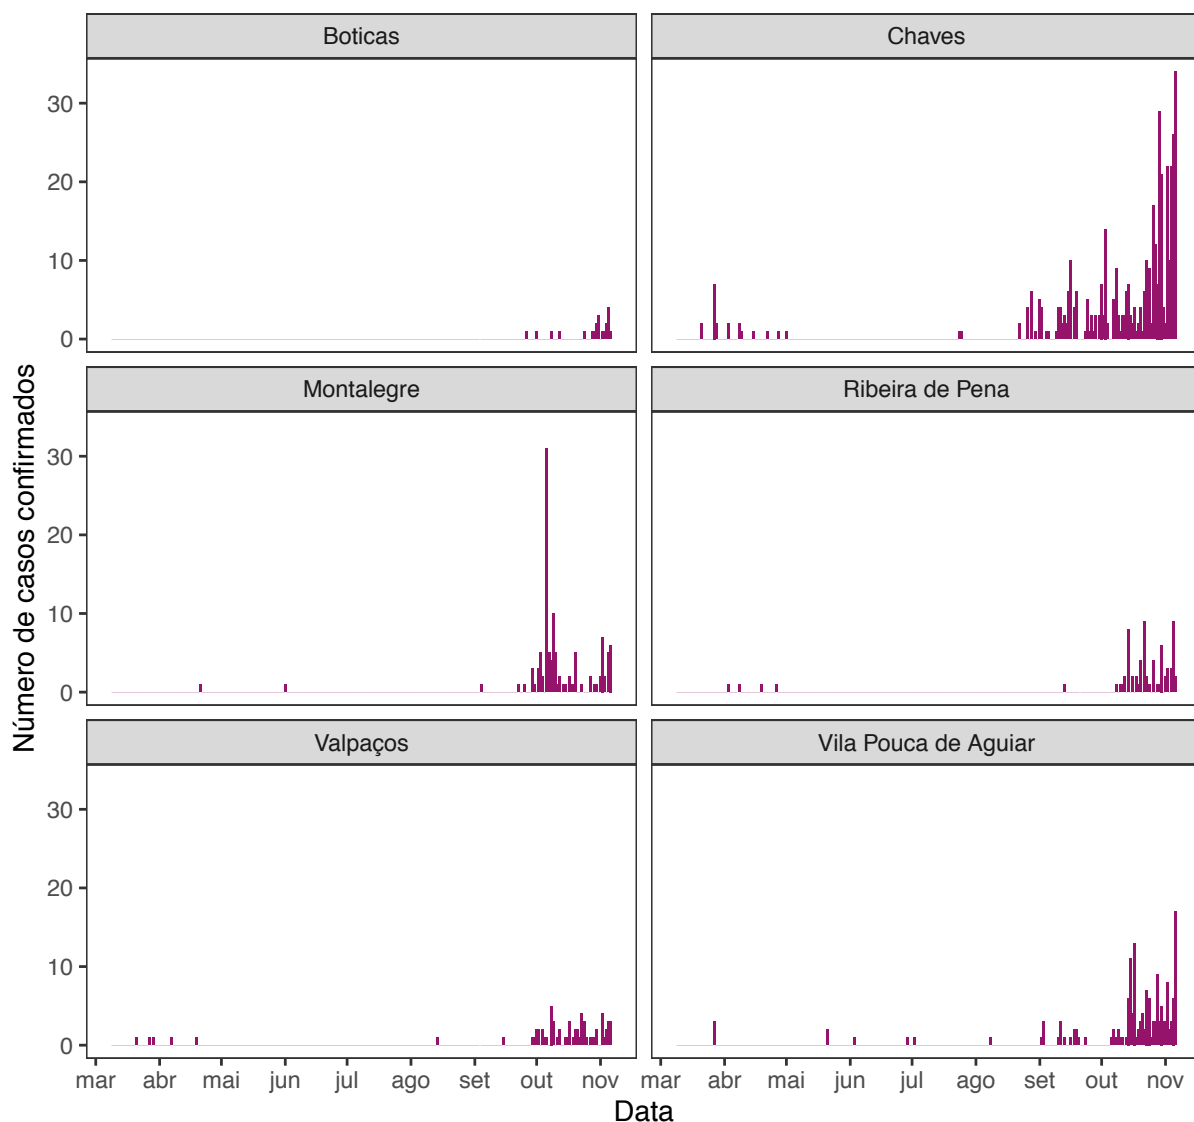 Boticas
Chaves
30
20
10
0
Montalegre
Ribeira de Pena
30
20
10
0
Número de casos confirmados
Valpaços
Vila Pouca de Aguiar
30
20
10
0
mar abr mai jun jul ago set out nov
mar abr mai jun jul ago set out nov
Data